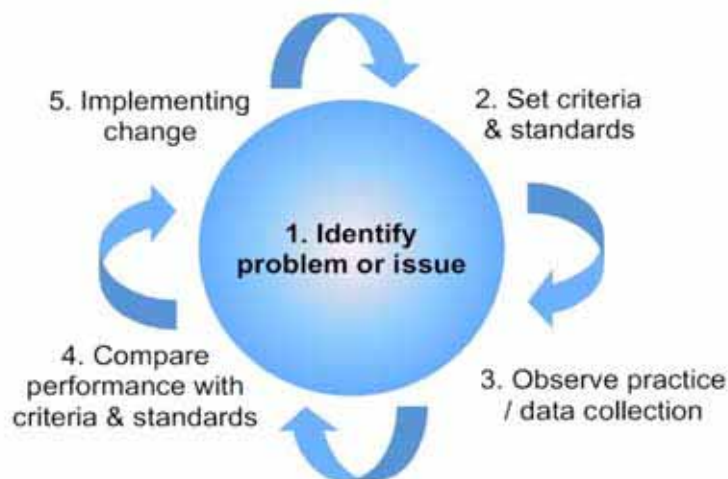 1. Identify
problem or issue
2. Set criteria
& standards
3. Observe practice
/ data collection
4. Compare
performance with
criteria & standards
5. Implementing
change